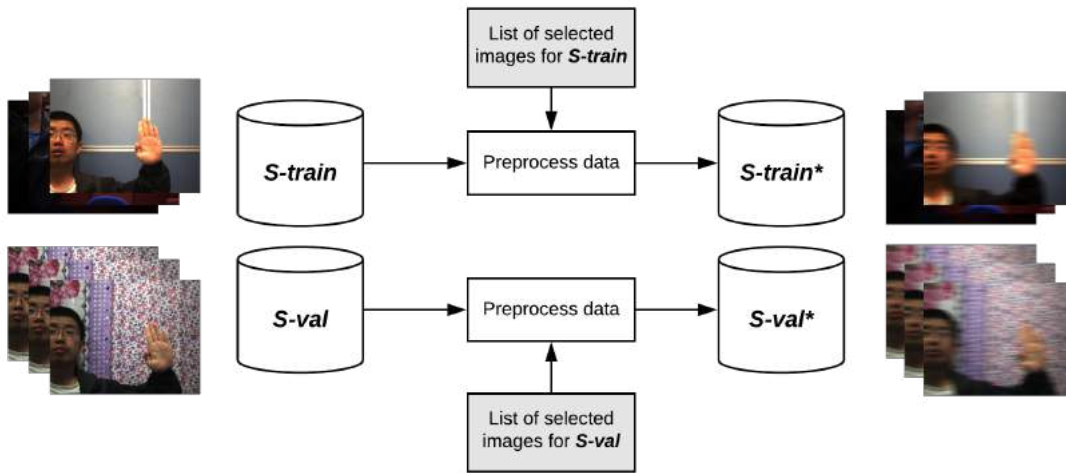 List of selected
images for S-train
S-train
Preprocess data
S-train*
S-val
Preprocess data
S-val*
List of selected
images for S-val